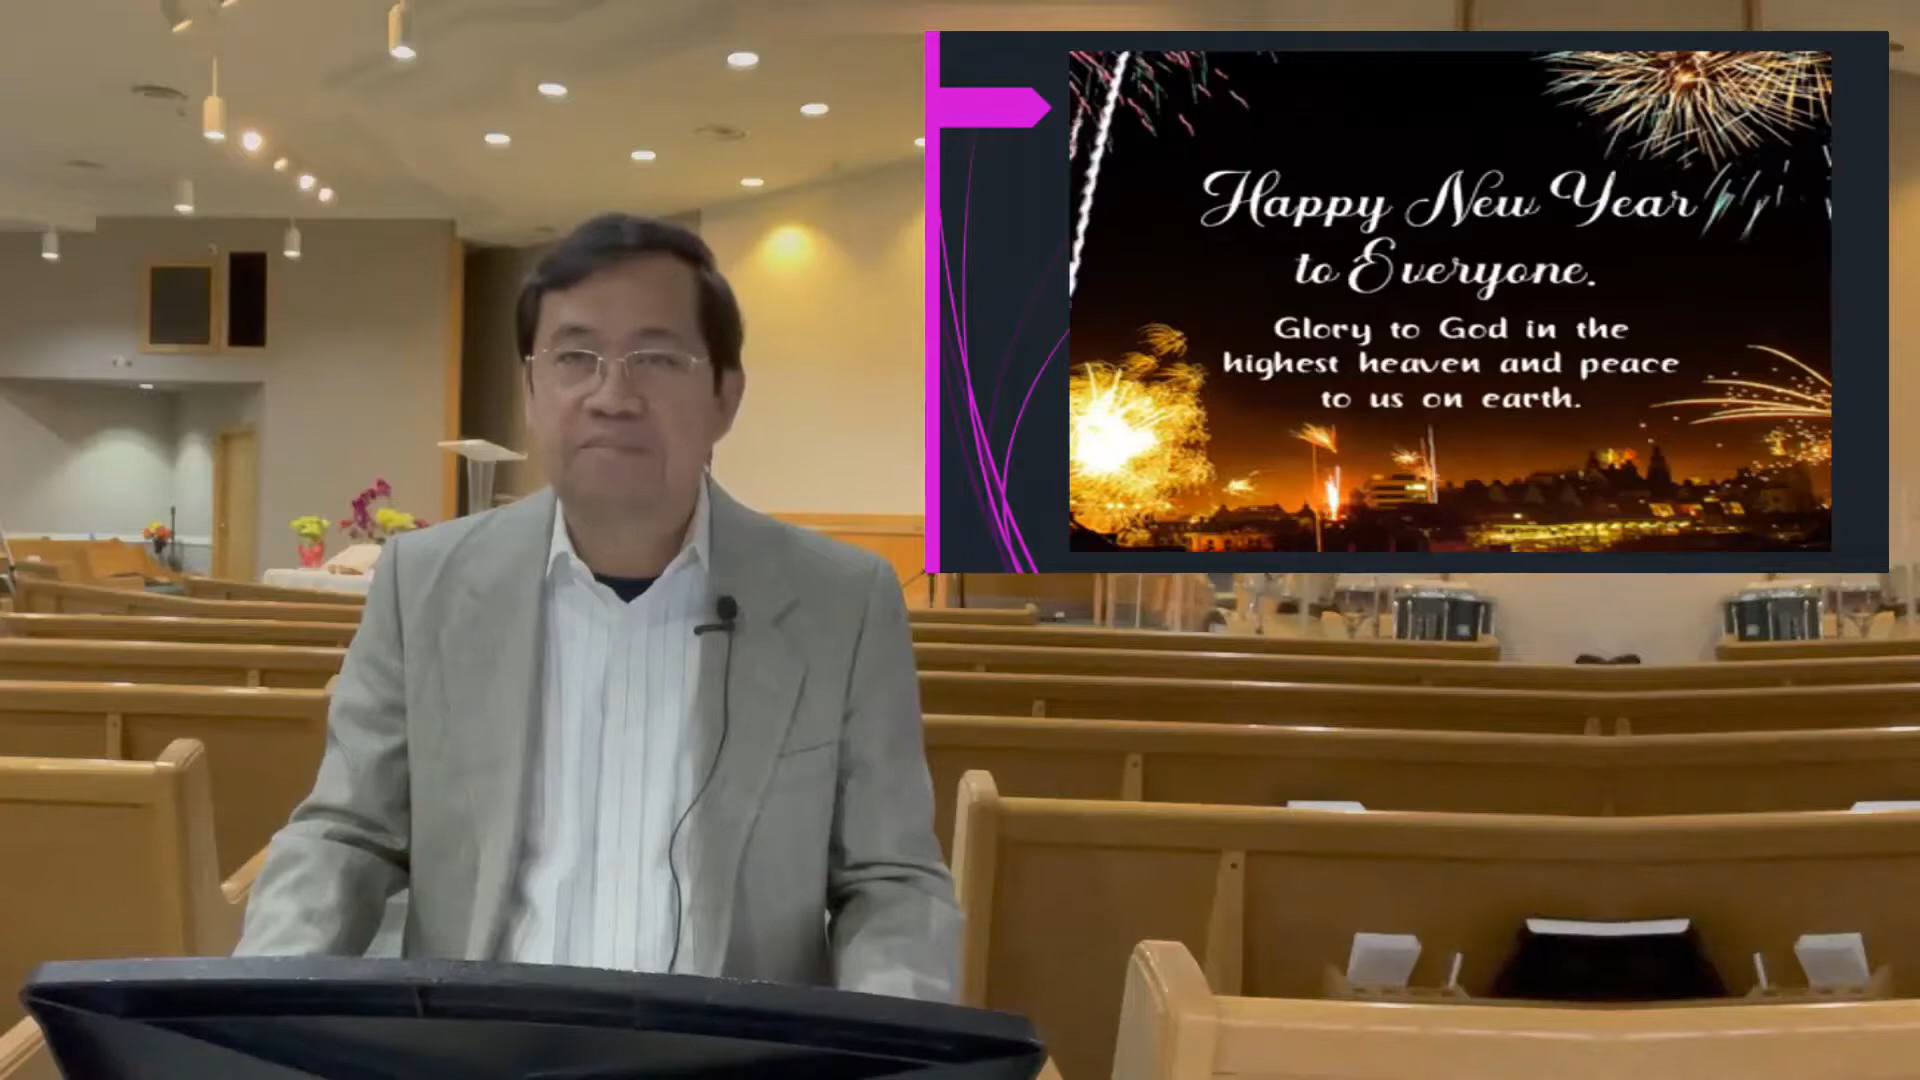 Happy New Year
to Everyone.
Glory to God in the
highest heaven and peace
to us on earth.